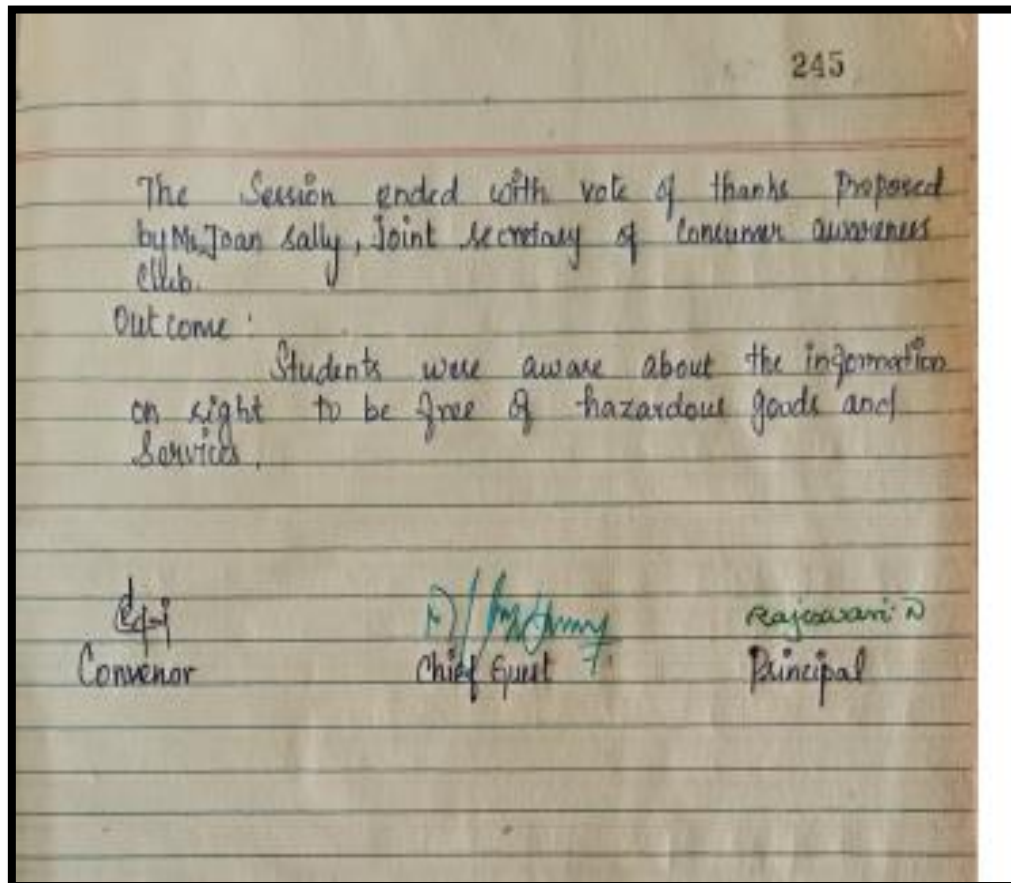 245
The Session ended with vote of thanks Proposed
by Ms. Joan Sally, Joint secretary of Consumer awareness
Club.
Outcome :
Students were aware about the information
on right to be free of hazardous goods and
Services.
Rajeswari D
Convenor Chief Guest Principal